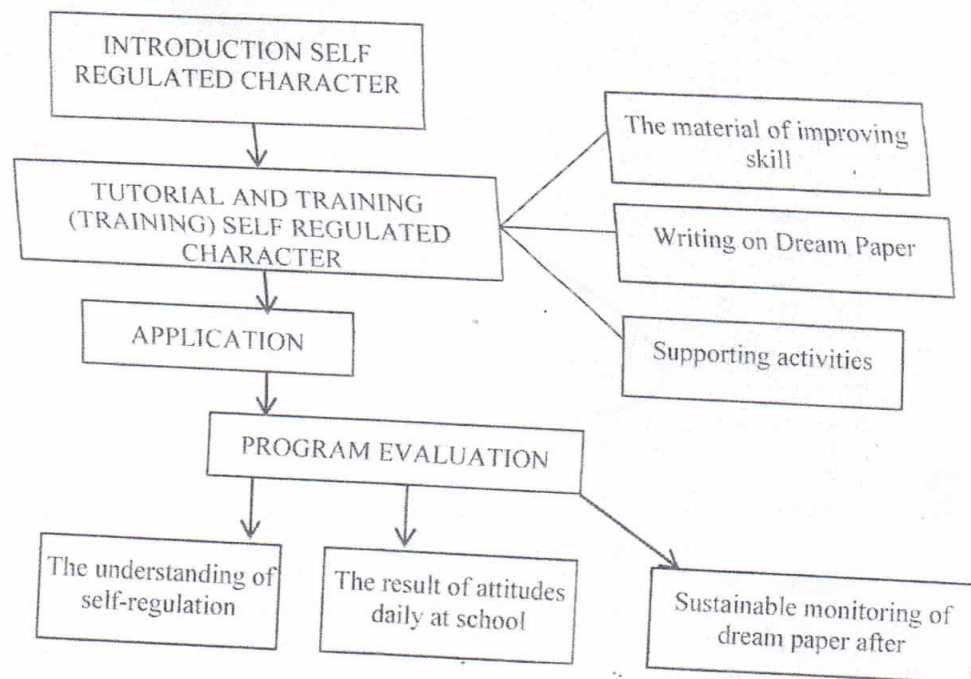 INTRODUCTION SELF
REGULATED CHARACTER
TUTORIAL AND TRAINING
(TRAINING) SELF REGULATED
CHARACTER
The material of improving
skill
Writing on Dream Paper
Supporting activities
APPLICATION
PROGRAM EVALUATION
The understanding of
self-regulation
The result of attitudes
daily at school
Sustainable monitoring of
dream paper after